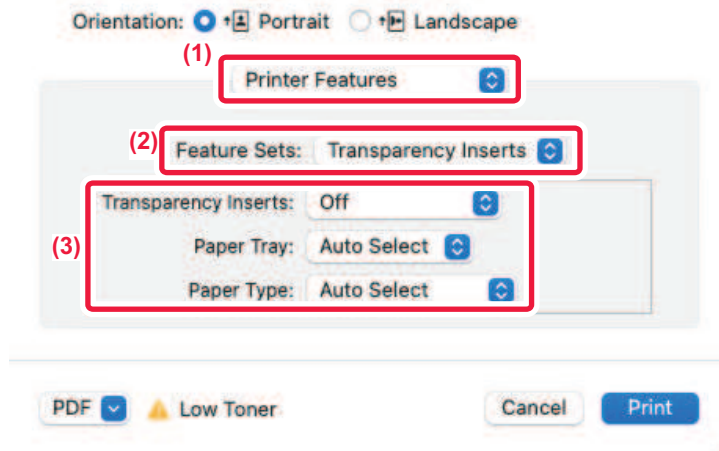 Orientation: Portrait Landscape
(1)
Printer Features
(2)
Feature Sets: Transparency Inserts
(3)
Transparency Inserts: Off
Paper Tray: Auto Select
Paper Type: Auto Select
PDF Low Toner Cancel Print